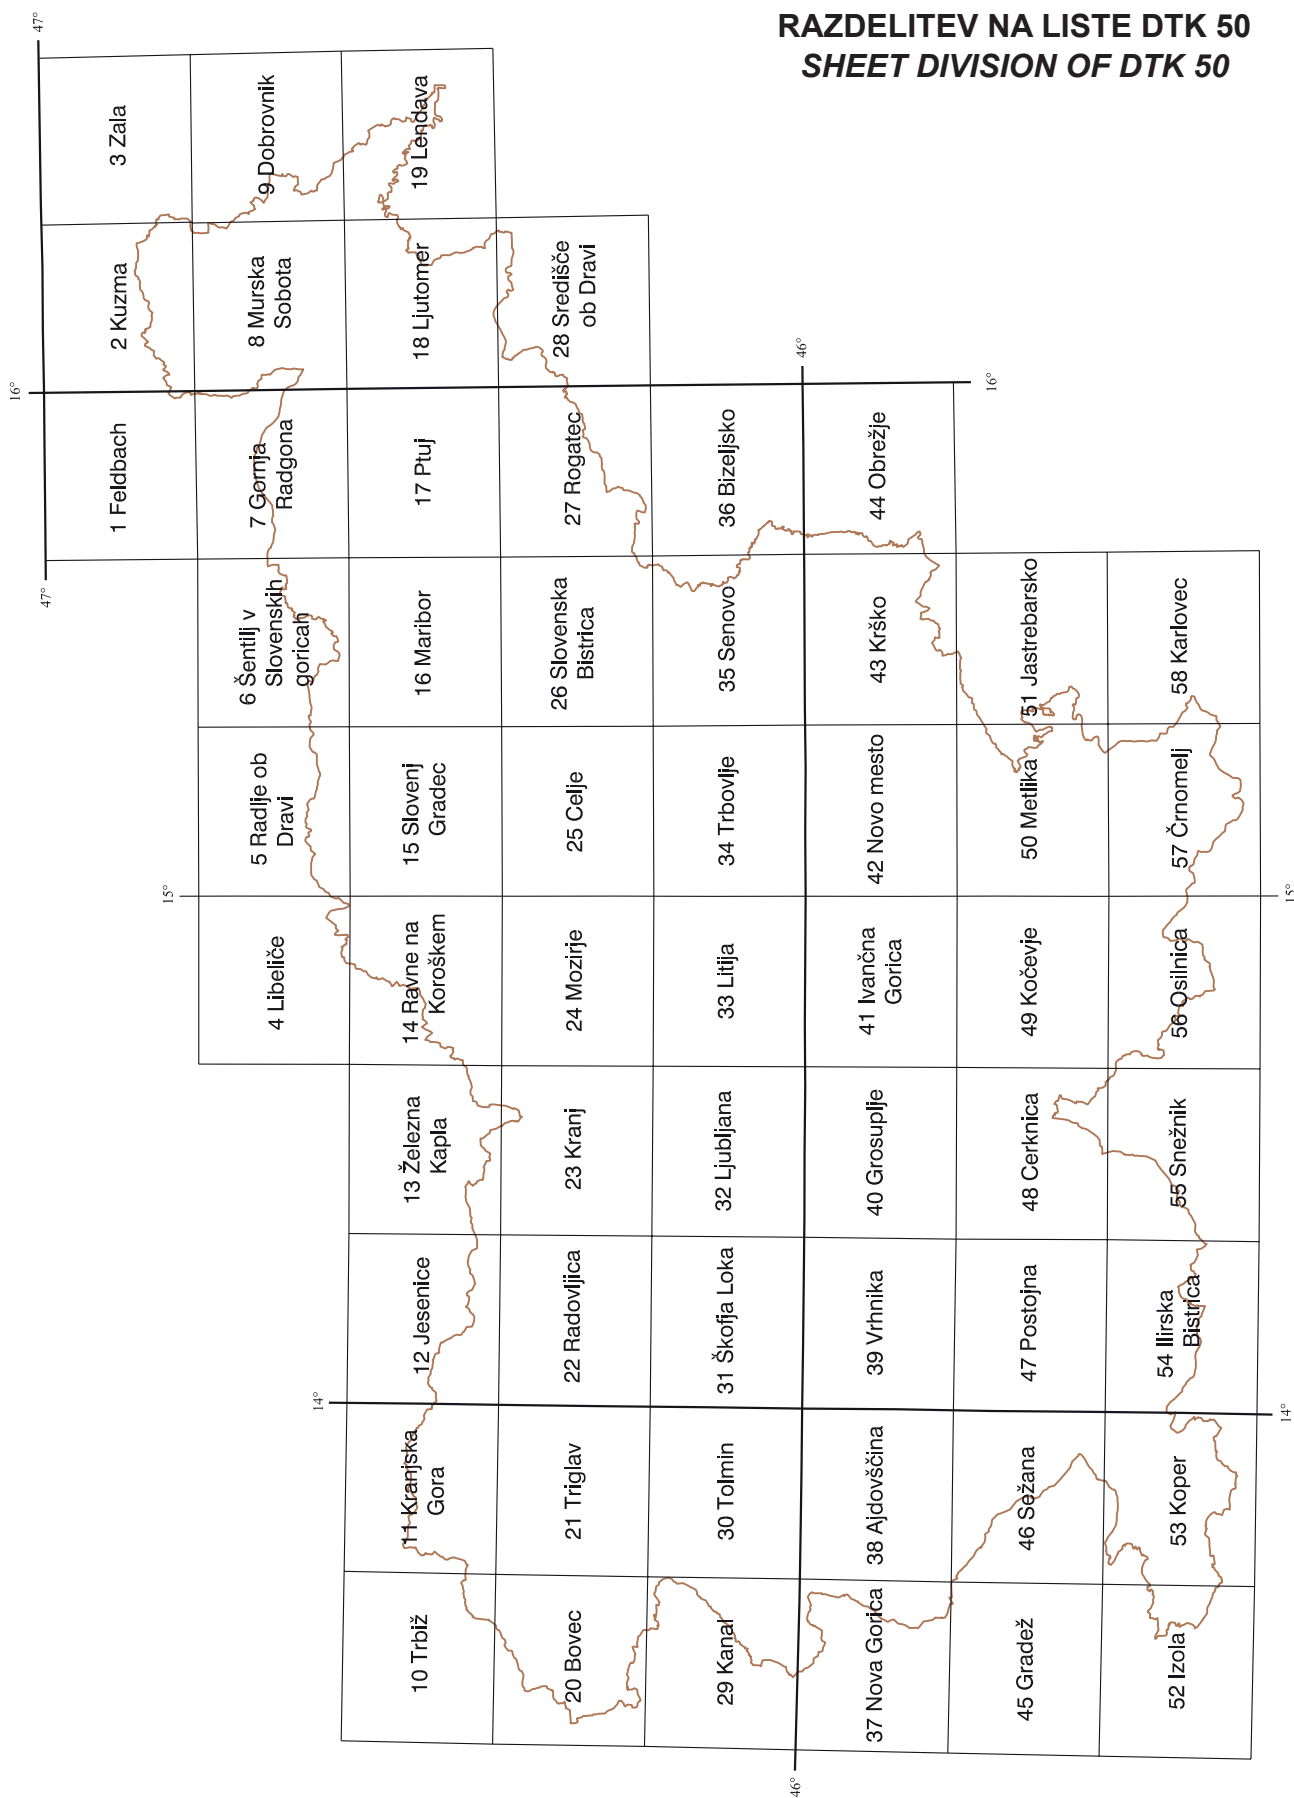 RAZDELITEV NA LISTE DTK 50
SHEET DIVISION OF DTK 50
47°
16°
47°
1 Feldbach
2 Kuzma
3 Zala
15°
4 Libeliče
5 Radlje ob
Dravi
6 Šentilj v
Slovenskih
goricah
7 Gornja
Radgona
8 Murska
Sobota
9 Dobrovnik
14°
10 Trbiž
11 Kranjska
Gora
12 Jesenice
13 Železna
Kapla
14 Ravne na
Koroškem
15 Slovenj
Gradec
16 Maribor
17 Ptuj
18 Ljutomer
19 Lendava
20 Bovec
21 Triglav
22 Radovljica
23 Kranj
24 Mozirje
25 Celje
26 Slovenska
Bistrica
27 Rogatec
28 Središče
ob Dravi
29 Kanal
30 Tolmin
31 Škofja Loka
32 Ljubljana
33 Litija
34 Trbovlje
35 Senovo
36 Bizeljsko
46°
46°
37 Nova Gorica
38 Ajdovščina
39 Vrhnika
40 Grosuplje
41 Ivančna
Gorica
42 Novo mesto
43 Krško
44 Obrežje
16°
45 Gradež
46 Sežana
47 Postojna
48 Cerknica
49 Kočevje
50 Metlika
51 Jastrebarsko
52 Izola
53 Koper
54 Ilirska
Bistrica
55 Snežnik
56 Osilnica
57 Črnomelj
58 Karlovec
14°
15°